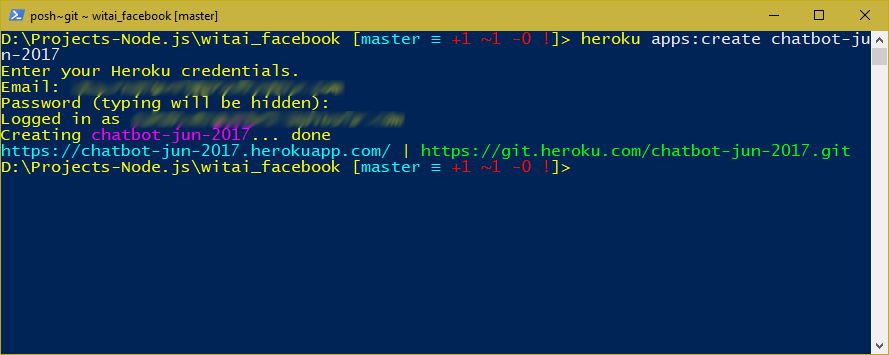 posh~git ~ witai_facebook [master]
D:\Projects-Node.js\witai_facebook [master ≡ +1 ~1 -0 !]> heroku apps:create chatbot-ju
n-2017
Enter your Heroku credentials.
Email:
Password (typing will be hidden):
Logged in as
Creating chatbot-jun-2017... done
https://chatbot-jun-2017.herokuapp.com/ | https://git.heroku.com/chatbot-jun-2017.git
D:\Projects-Node.js\witai_facebook [master ≡ +1 ~1 -0 !]>